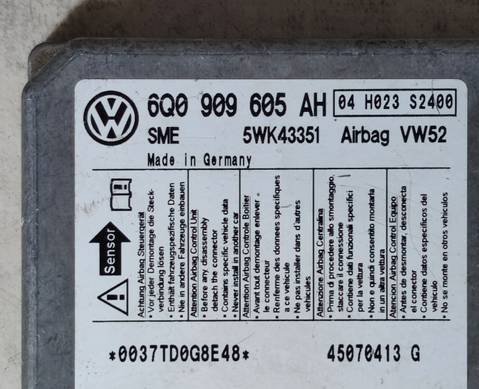 6Q0 909 605 AH 04 H023 S2400
SME 5WK43351 Airbag VW52
Made in Germany
Sensor
Achtung Airbag Steuergerät
• Vor jeder Demontage die Steck-
verbindung lösen
• Enthält fahrzeugspezifische Daten
• Nie in andere Fahrzeuge einbauen
Attention Airbag Control Unit
• Before any disassembly
detach the connector
• Contains specific vehicle data
• Never install in another car
Attention Airbag Controle Boitier
• Avant tout demontage enlever
le connecteur
• Renferme des donnees specifiques
a ce vehicule
• Ne pas installer dans d'autres
vehicules
Attenzione Airbag Centralina
• Prima di procedere allo smontaggio,
staccare il connessione
• Contiene dati funzionali specifici
per la vettura
• Non e quindi consentito montarla
in un altra vettura
Atención Airbag Control Equipo
• Antes de desmontar, desconecta
el conector
• Contiene datos especificos del
vehículo
• No se monte en otros vehículos
*0037TD0G8E48* 45070413 G